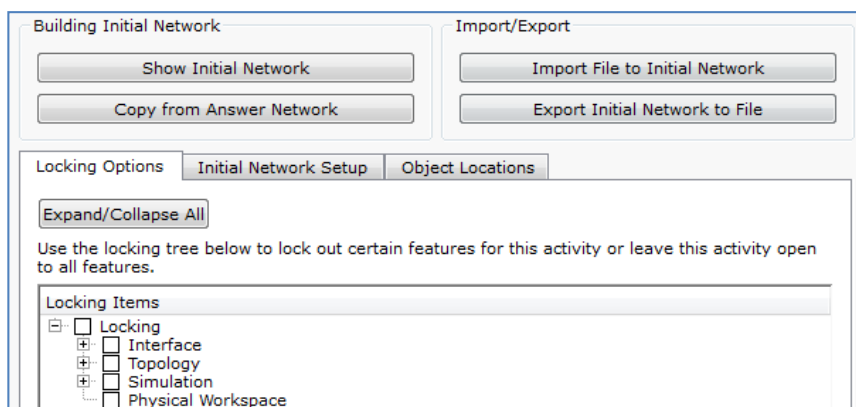 Building Initial Network
Import/Export
Show Initial Network
Import File to Initial Network
Copy from Answer Network
Export Initial Network to File
Locking Options
Initial Network Setup
Object Locations
Expand/Collapse All
Use the locking tree below to lock out certain features for this activity or leave this activity open
to all features.
Locking Items
Locking
Interface
Topology
Simulation
Physical Workspace